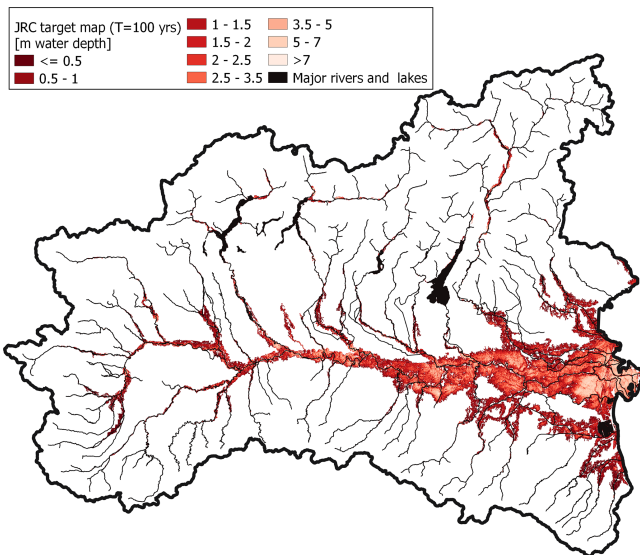 JRC target map (T=100 yrs)
[m water depth]
<= 0.5
0.5 - 1
1 - 1.5
1.5 - 2
2 - 2.5
2.5 - 3.5
3.5 - 5
5 - 7
>7
Major rivers and lakes